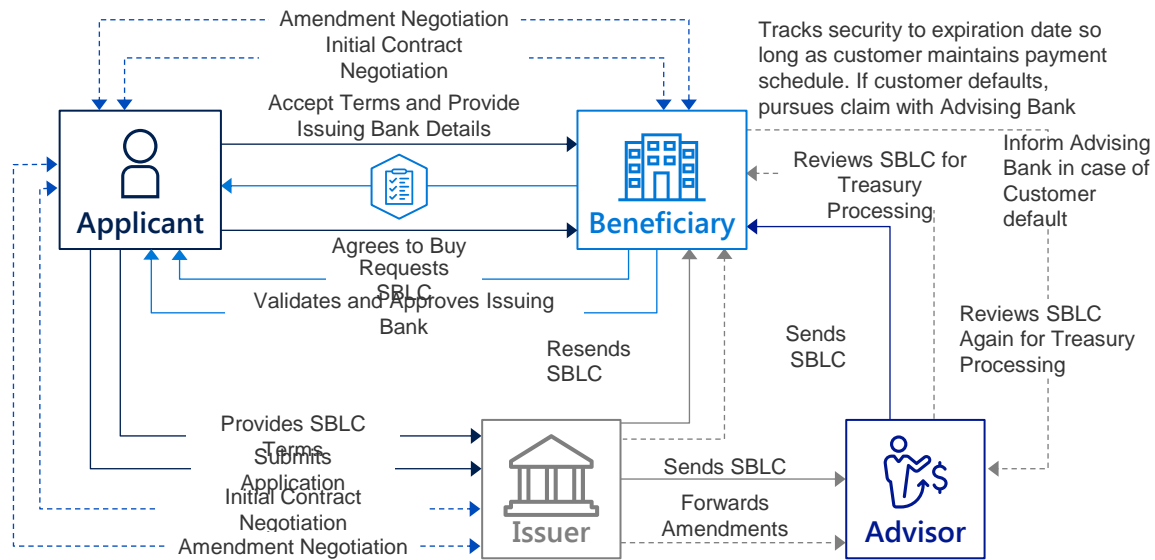 Amendment Negotiation
Initial Contract
Negotiation
Tracks security to expiration date so
long as customer maintains payment
schedule. If customer defaults,
pursues claim with Advising Bank
Accept Terms and Provide
Issuing Bank Details
Applicant
Beneficiary
Reviews SBLC for
Treasury
Processing
Inform Advising
Bank in case of
Customer
default
Agrees to Buy
Requests
SBLC
Validates and Approves Issuing
Bank
Resends
SBLC
Sends
SBLC
Reviews SBLC
Again for Treasury
Processing
Provides SBLC
Terms
Submits
Application
Initial Contract
Negotiation
Amendment Negotiation
Issuer
Sends SBLC
Forwards
Amendments
$
Advisor